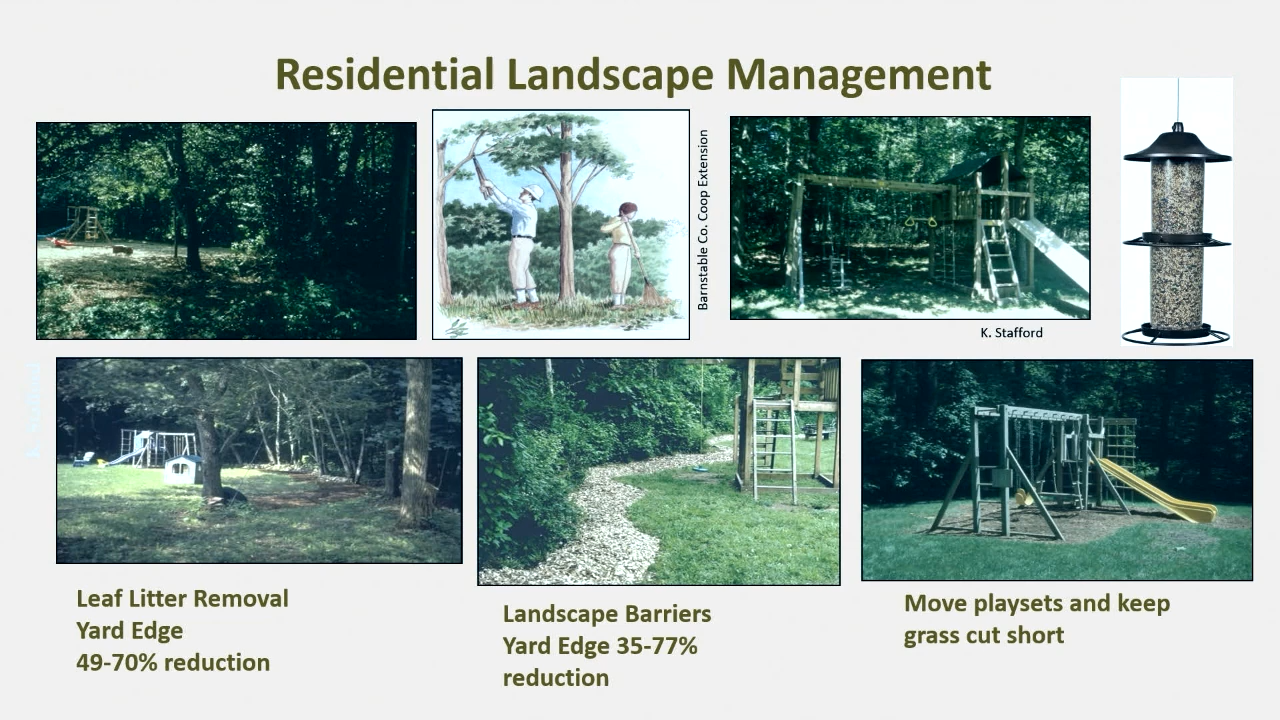 Residential Landscape Management
Barnstable Co. Coop Extension
K. Stafford
Leaf Litter Removal
Yard Edge
49-70% reduction
Landscape Barriers
Yard Edge 35-77%
reduction
Move playsets and keep
grass cut short